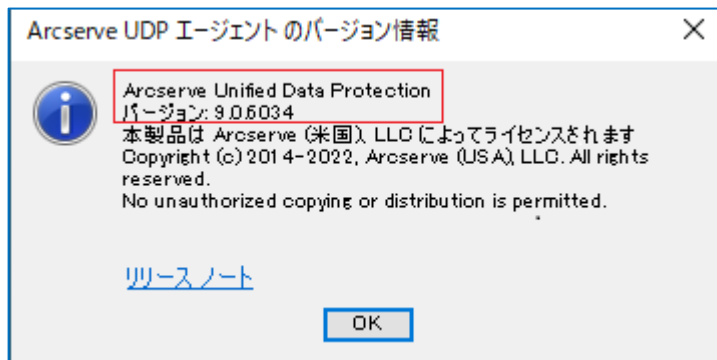 Arcserve UDP エージェント のバージョン情報
Arcserve Unified Data Protection
バージョン: 9.0.6034
本製品は Arcserve (米国), LLC によってライセンスされます
Copyright (c) 2014-2022, Arcserve (USA), LLC. All rights
reserved.
No unauthorized copying or distribution is permitted.
リリース ノート
OK